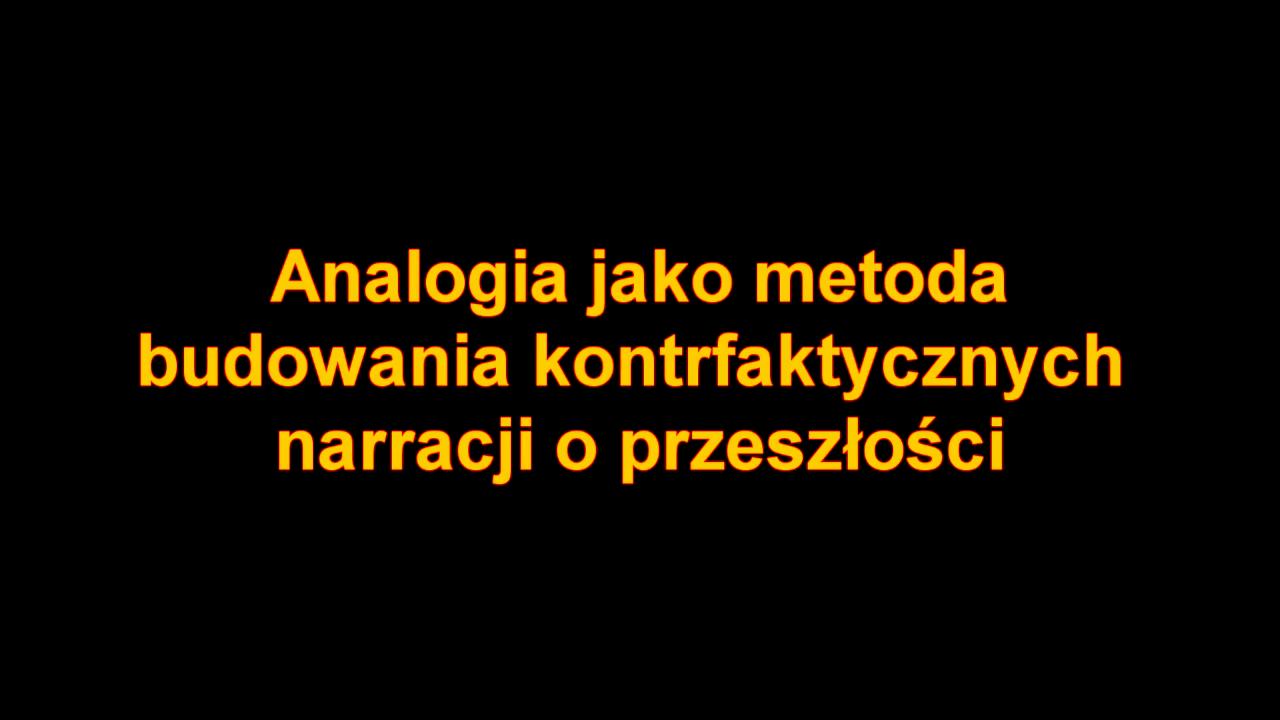 Analogia jako metoda
budowania kontrfaktycznych
narracji o przeszłości